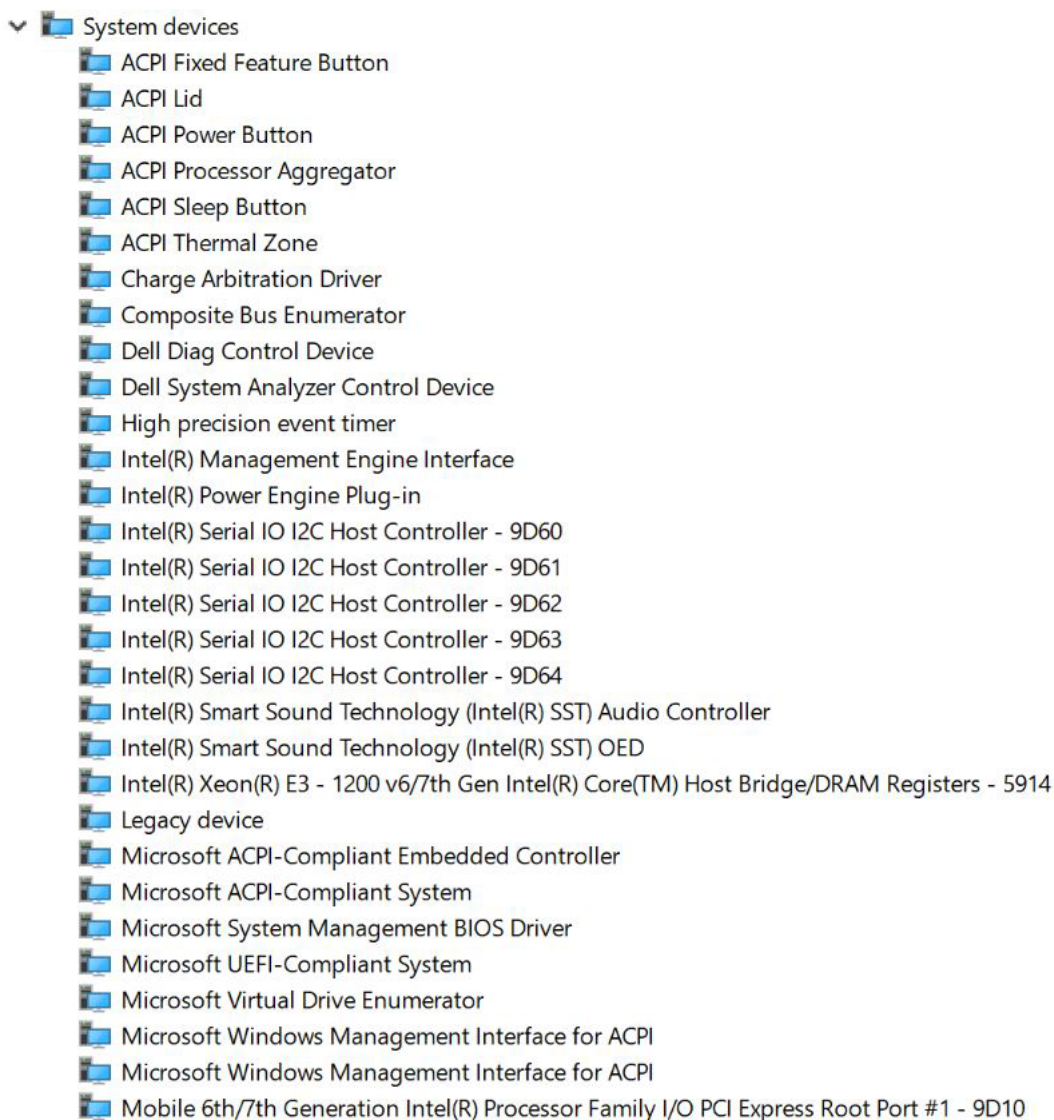 System devices
ACPI Fixed Feature Button
ACPI Lid
ACPI Power Button
ACPI Processor Aggregator
ACPI Sleep Button
ACPI Thermal Zone
Charge Arbitration Driver
Composite Bus Enumerator
Dell Diag Control Device
Dell System Analyzer Control Device
High precision event timer
Intel(R) Management Engine Interface
Intel(R) Power Engine Plug-in
Intel(R) Serial IO I2C Host Controller - 9D60
Intel(R) Serial IO I2C Host Controller - 9D61
Intel(R) Serial IO I2C Host Controller - 9D62
Intel(R) Serial IO I2C Host Controller - 9D63
Intel(R) Serial IO I2C Host Controller - 9D64
Intel(R) Smart Sound Technology (Intel(R) SST) Audio Controller
Intel(R) Smart Sound Technology (Intel(R) SST) OED
Intel(R) Xeon(R) E3 - 1200 v6/7th Gen Intel(R) Core(TM) Host Bridge/DRAM Registers - 5914
Legacy device
Microsoft ACPI-Compliant Embedded Controller
Microsoft ACPI-Compliant System
Microsoft System Management BIOS Driver
Microsoft UEFI-Compliant System
Microsoft Virtual Drive Enumerator
Microsoft Windows Management Interface for ACPI
Microsoft Windows Management Interface for ACPI
Mobile 6th/7th Generation Intel(R) Processor Family I/O PCI Express Root Port #1 - 9D10